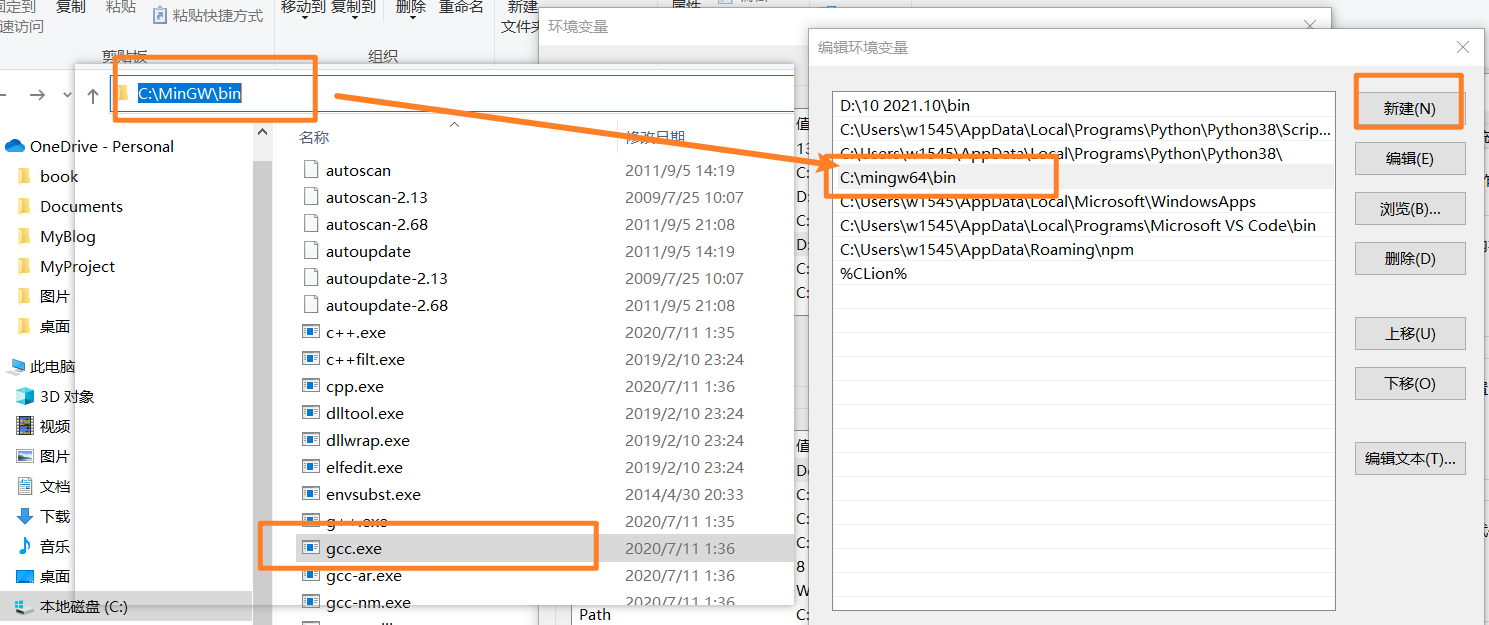 复制 粘贴 粘贴快捷方式 移动到 复制到 删除 重命名 新建
速访问 文件夹
剪贴板 组织
环境变量
编辑环境变量
C:\MinGW\bin
OneDrive - Personal
book
Documents
MyBlog
MyProject
图片
桌面
此电脑
3D 对象
视频
图片
文档
下载
音乐
桌面
本地磁盘 (C:)
名称 修改日期
autoscan 2011/9/5 14:19
autoscan-2.13 2009/7/25 10:07
autoscan-2.68 2011/9/5 21:08
autoupdate 2011/9/5 14:19
autoupdate-2.13 2009/7/25 10:07
autoupdate-2.68 2011/9/5 21:08
c++.exe 2020/7/11 1:35
c++filt.exe 2019/2/10 23:24
cpp.exe 2020/7/11 1:36
dlltool.exe 2019/2/10 23:24
dllwrap.exe 2019/2/10 23:24
elfedit.exe 2019/2/10 23:24
envsubst.exe 2014/4/30 20:33
g++.exe 2020/7/11 1:35
gcc.exe 2020/7/11 1:36
gcc-ar.exe 2020/7/11 1:36
gcc-nm.exe 2020/7/11 1:36
Path
D:\10 2021.10\bin
C:\Users\w1545\AppData\Local\Programs\Python\Python38\Scrip...
C:\Users\w1545\AppData\Local\Programs\Python\Python38\
C:\mingw64\bin
C:\Users\w1545\AppData\Local\Microsoft\WindowsApps
C:\Users\w1545\AppData\Local\Programs\Microsoft VS Code\bin
C:\Users\w1545\AppData\Roaming\npm
%CLion%
新建(N)
编辑(E)
浏览(B)...
删除(D)
上移(U)
下移(O)
编辑文本(T)...